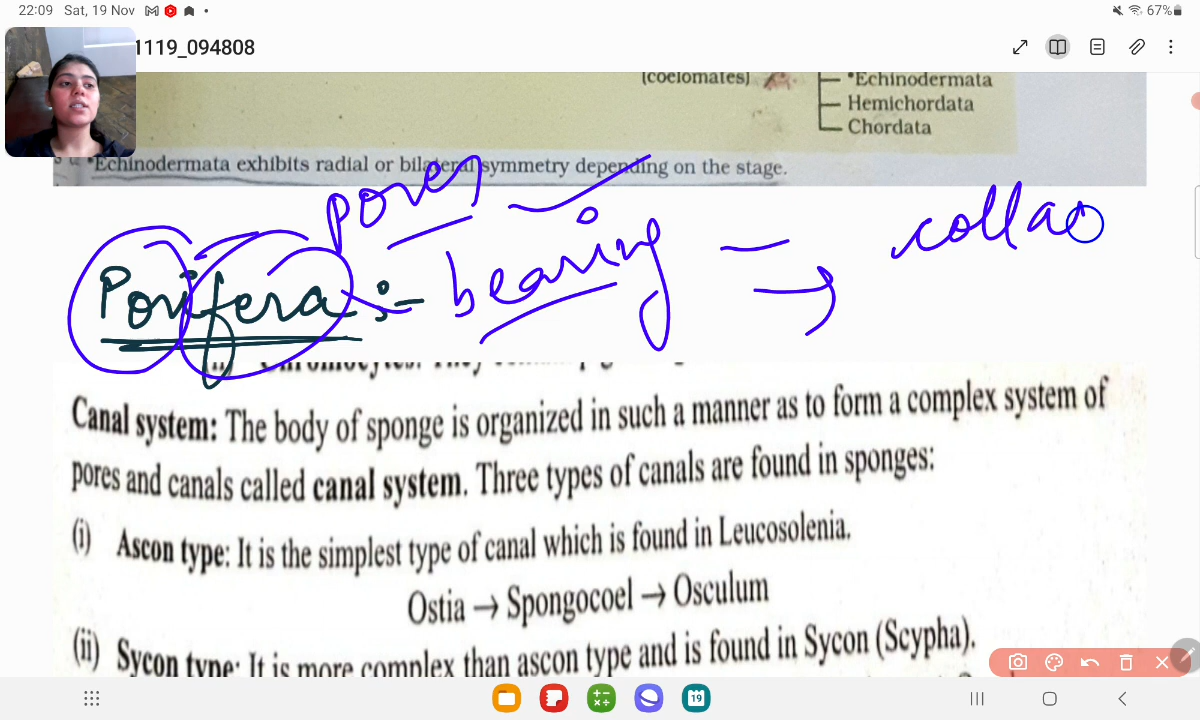 22:09 Sat, 19 Nov
67%
1119_094808
(coelomates)
*Echinodermata
Hemichordata
Chordata
*Echinodermata exhibits radial or bilateral symmetry depending on the stage.
pores
Porifera :- bearing
collar
Canal system: The body of sponge is organized in such a manner as to form a complex system of
pores and canals called canal system. Three types of canals are found in sponges:
(i) Ascon type: It is the simplest type of canal which is found in Leucosolenia.
Ostia → Spongocoel → Osculum
(ii) Sycon type: It is more complex than ascon type and is found in Sycon (Scypha).
19